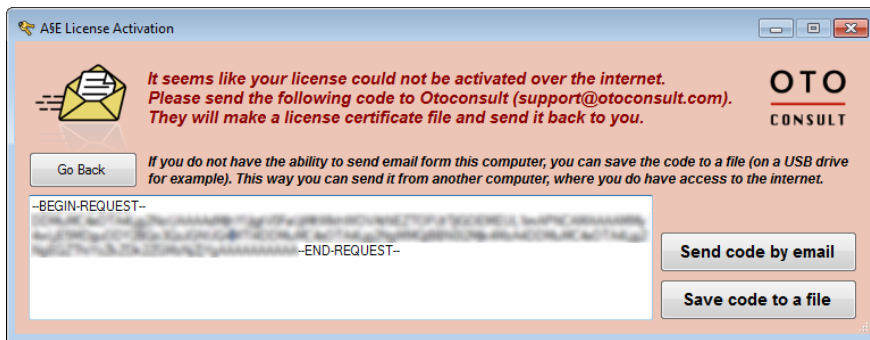 A§E License Activation
It seems like your license could not be activated over the internet.
Please send the following code to Otoconsult (support@otoconsult.com).
They will make a license certificate file and send it back to you.
OTO
CONSULT
Go Back
If you do not have the ability to send email form this computer, you can save the code to a file (on a USB drive
for example). This way you can send it from another computer, where you do have access to the internet.
--BEGIN-REQUEST--
--END-REQUEST--
Send code by email
Save code to a file